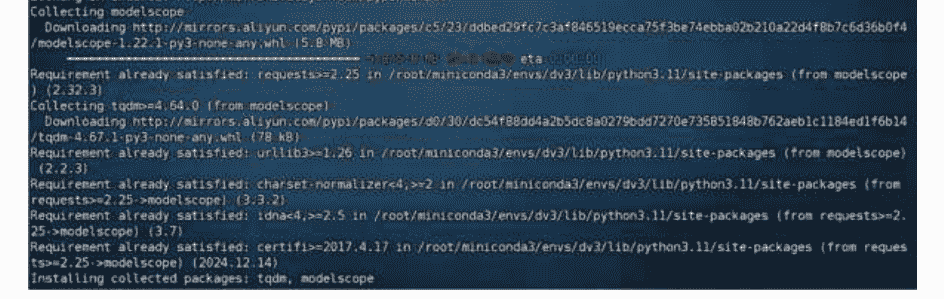 Collecting modelscope
Downloading http://mirrors.aliyun.com/pypi/packages/c5/23/ddbed29fc7c3af846519ecca75f3be74ebba02b210a22d4f8b7c6d36b0f4
/modelscope-1.22.1-py3-none-any.whl (5.8 MB)
eta
Requirement already satisfied: requests>=2.25 in /root/miniconda3/envs/dv3/lib/python3.11/site-packages (from modelscope
) (2.32.3)
Collecting tqdm>=4.64.0 (from modelscope)
Downloading http://mirrors.aliyun.com/pypi/packages/d0/30/dc54f88dd4a2b5dc8a0279bdd7270e735851848b762aeb1c1184ed1f6b14
/tqdm-4.67.1-py3-none-any.whl (78 kB)
Requirement already satisfied: urllib3>=1.26 in /root/miniconda3/envs/dv3/lib/python3.11/site-packages (from modelscope)
(2.2.3)
Requirement already satisfied: charset-normalizer<4,>=2 in /root/miniconda3/envs/dv3/lib/python3.11/site-packages (from
requests>=2.25->modelscope) (3.3.2)
Requirement already satisfied: idna<4,>=2.5 in /root/miniconda3/envs/dv3/lib/python3.11/site-packages (from requests>=2.
25->modelscope) (3.7)
Requirement already satisfied: certifi>=2017.4.17 in /root/miniconda3/envs/dv3/lib/python3.11/site-packages (from reques
ts>=2.25->modelscope) (2024.12.14)
Installing collected packages: tqdm, modelscope